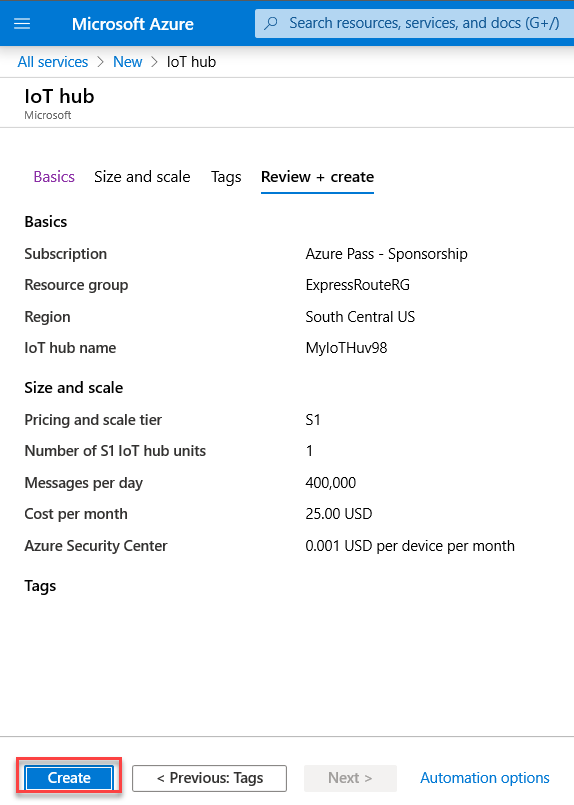 Microsoft Azure
Search resources, services, and docs (G+/)
All services > New > IoT hub
IoT hub
Microsoft
Basics Size and scale Tags Review + create
Basics
Subscription Azure Pass - Sponsorship
Resource group ExpressRouteRG
Region South Central US
IoT hub name MyIoTHuv98
Size and scale
Pricing and scale tier S1
Number of S1 IoT hub units 1
Messages per day 400,000
Cost per month 25.00 USD
Azure Security Center 0.001 USD per device per month
Tags
Create < Previous: Tags Next > Automation options